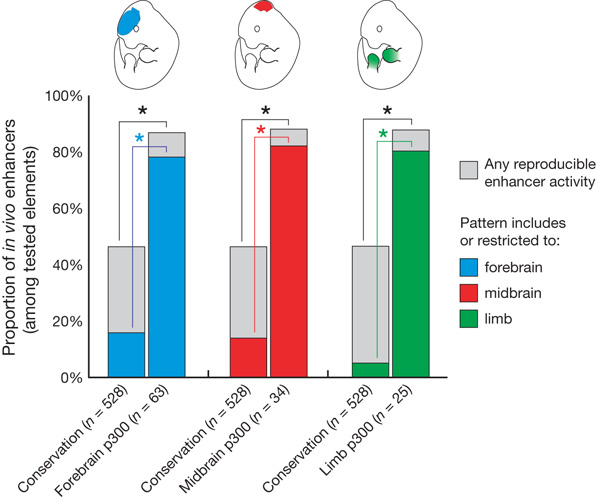 100%
80%
60%
40%
20%
0%
Proportion of in vivo enhancers
(among tested elements)
*
*
*
*
*
*
Conservation (n = 528)
Forebrain p300 (n = 63)
Conservation (n = 528)
Midbrain p300 (n = 34)
Conservation (n = 528)
Limb p300 (n = 25)
Any reproducible
enhancer activity
Pattern includes
or restricted to:
forebrain
midbrain
limb